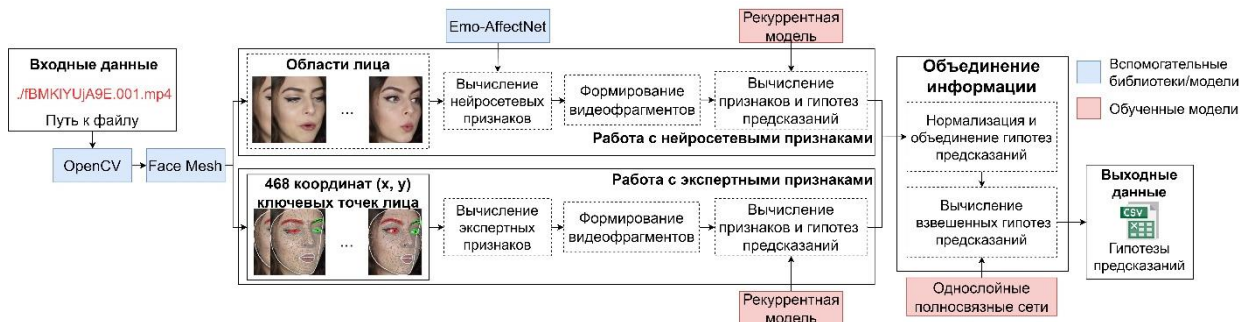 Входные данные
./fBMKlYUjA9E.001.mp4
Путь к файлу
OpenCV
Face Mesh
Emo-AffectNet
Рекуррентная
модель
Области лица
...
Вычисление
нейросетевых
признаков
Формирование
видеофрагментов
Вычисление
признаков и гипотез
предсказаний
Работа с нейросетевыми признаками
Работа с экспертными признаками
468 координат (x, y)
ключевых точек лица
...
Вычисление
экспертных
признаков
Формирование
видеофрагментов
Вычисление
признаков и гипотез
предсказаний
Рекуррентная
модель
Объединение
информации
Нормализация и
объединение гипотез
предсказаний
Вычисление
взвешенных гипотез
предсказаний
Однослойные
полносвязные сети
Вспомогательные
библиотеки/модели
Обученные модели
Выходные
данные
CSV
Гипотезы
предсказаний